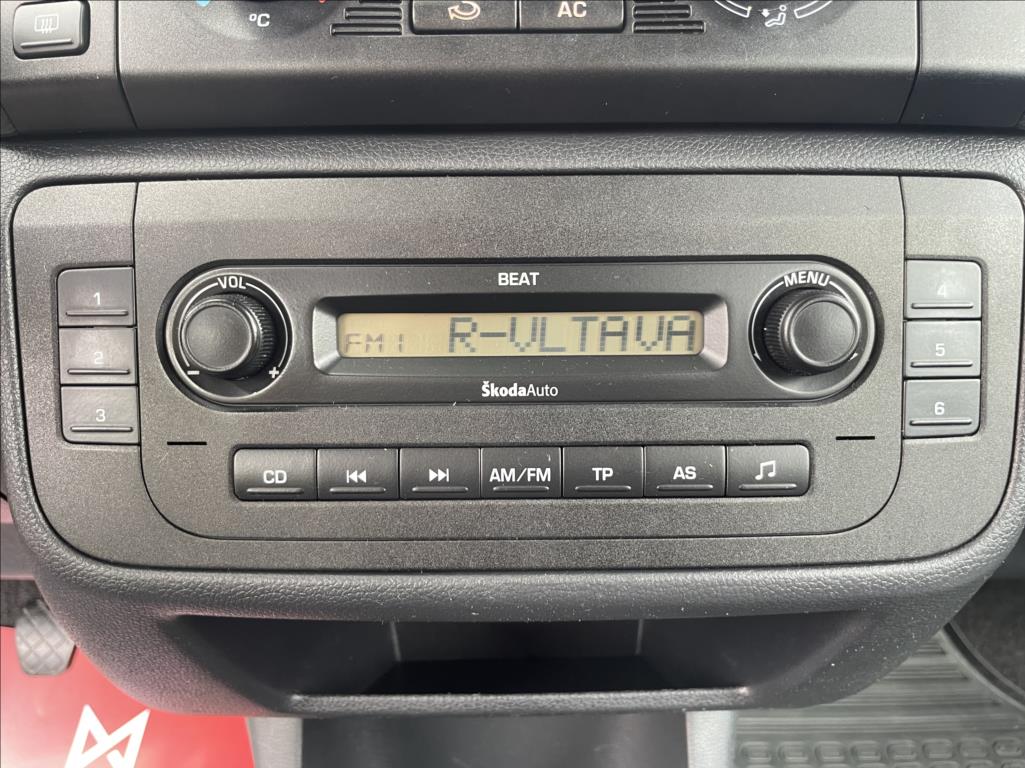 °C
AC
VOL
BEAT
MENU
- +
FM1 R-VLTAVA
ŠkodaAuto
1
2
3
4
5
6
CD
AM/FM
TP
AS